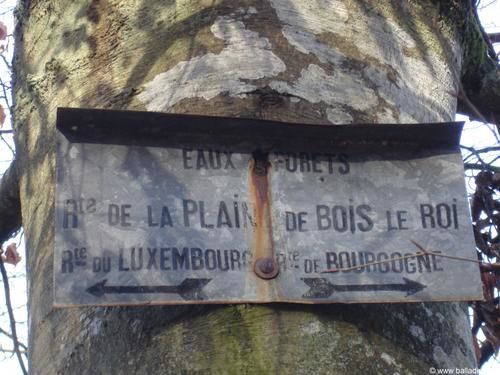 EAUX FORETS
Rte DE LA PLAIN DE BOIS LE ROI
Rte DU LUXEMBOURG Rte DE BOURGOGNE